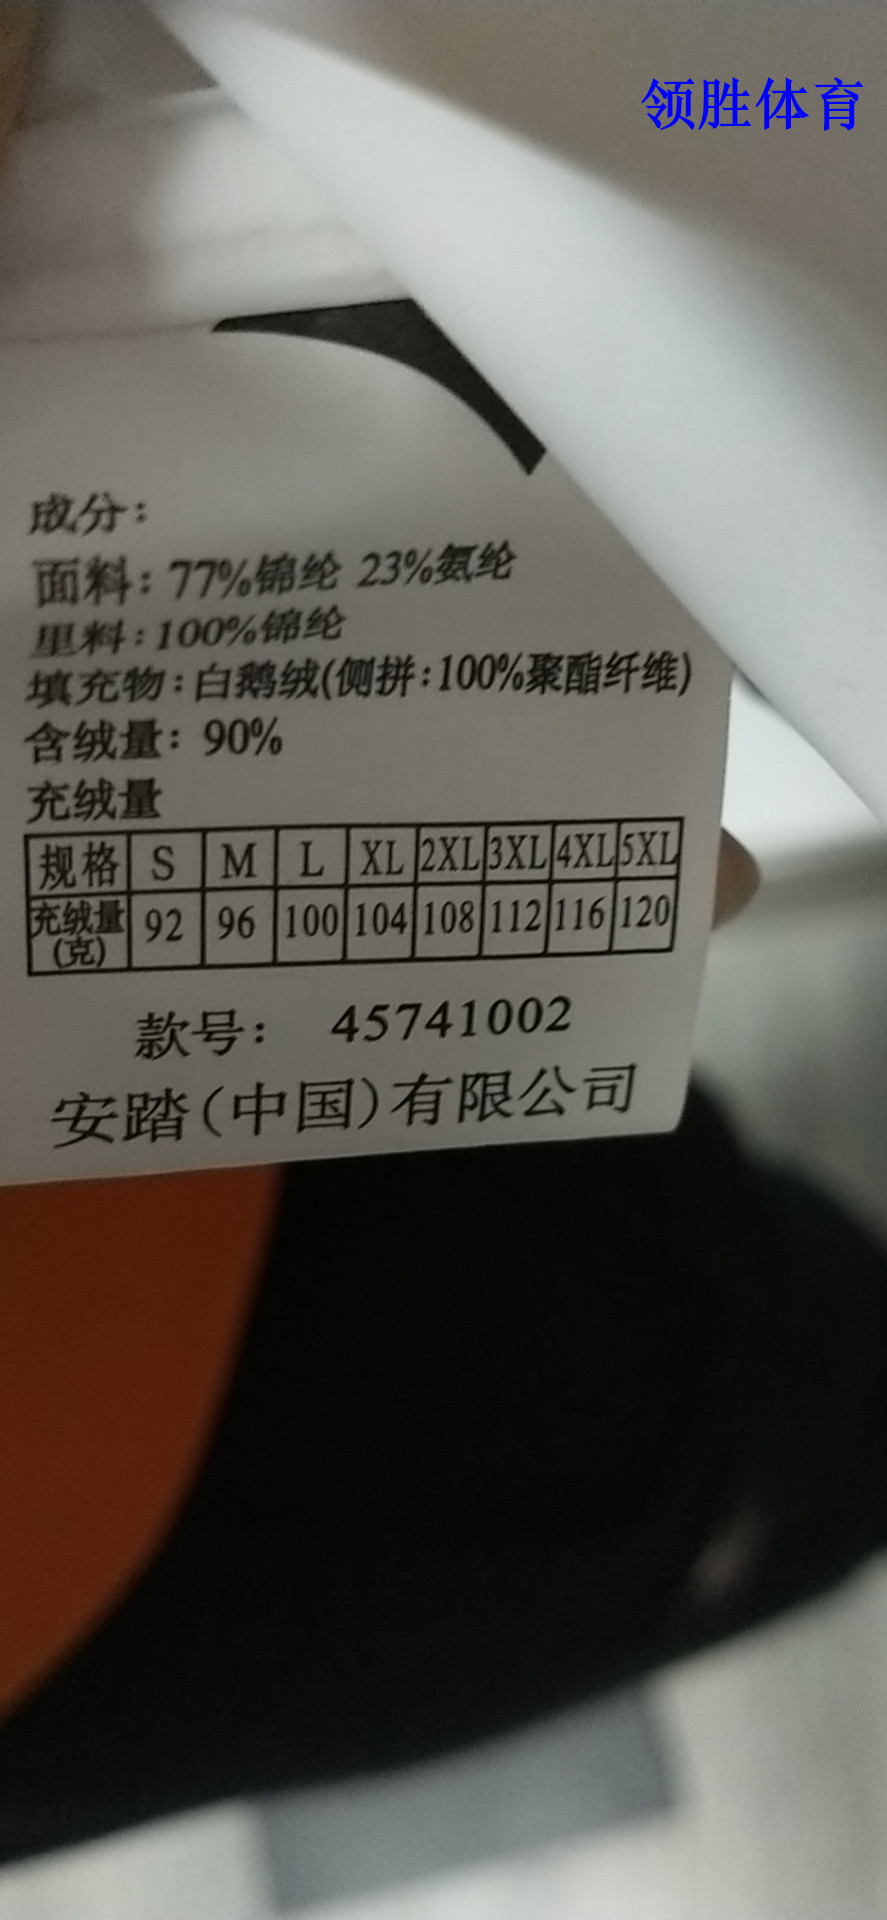 领胜体育
成分:
面料: 77%锦纶 23%氨纶
里料:100%锦纶
填充物:白鹅绒(侧拼:100%聚酯纤维)
含绒量: 90%
充绒量
规格 S M L XL 2XL 3XL 4XL 5XL
充绒量(克) 92 96 100 104 108 112 116 120
款号: 45741002
安踏(中国)有限公司